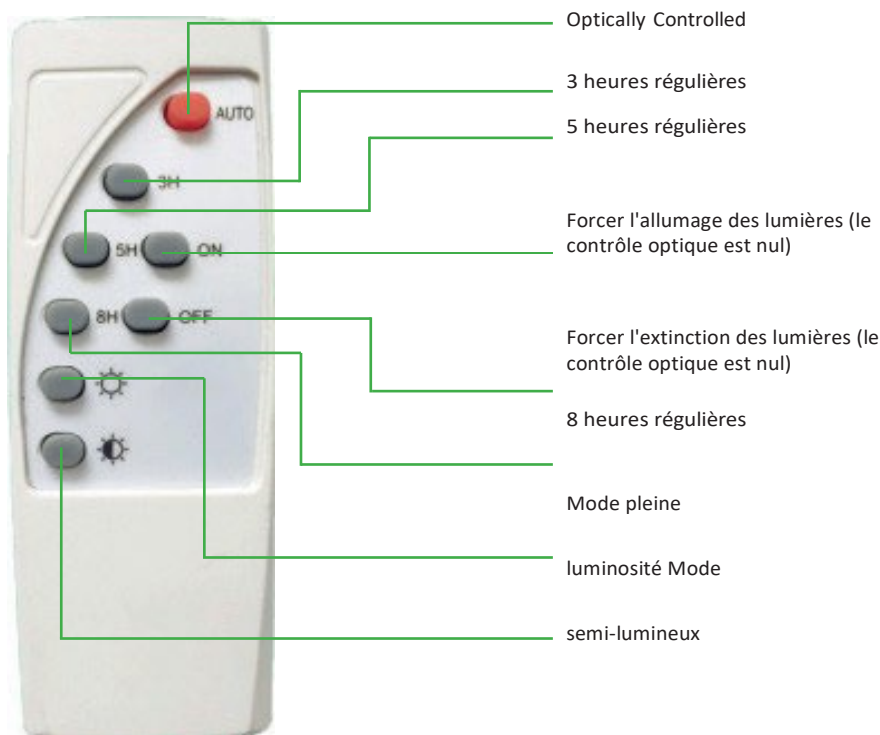 Optically Controlled
3 heures régulières
5 heures régulières
Forcer l'allumage des lumières (le
contrôle optique est nul)
Forcer l'extinction des lumières (le
contrôle optique est nul)
8 heures régulières
Mode pleine
luminosité Mode
semi-lumineux
AUTO
3H
5H ON
8H OFF